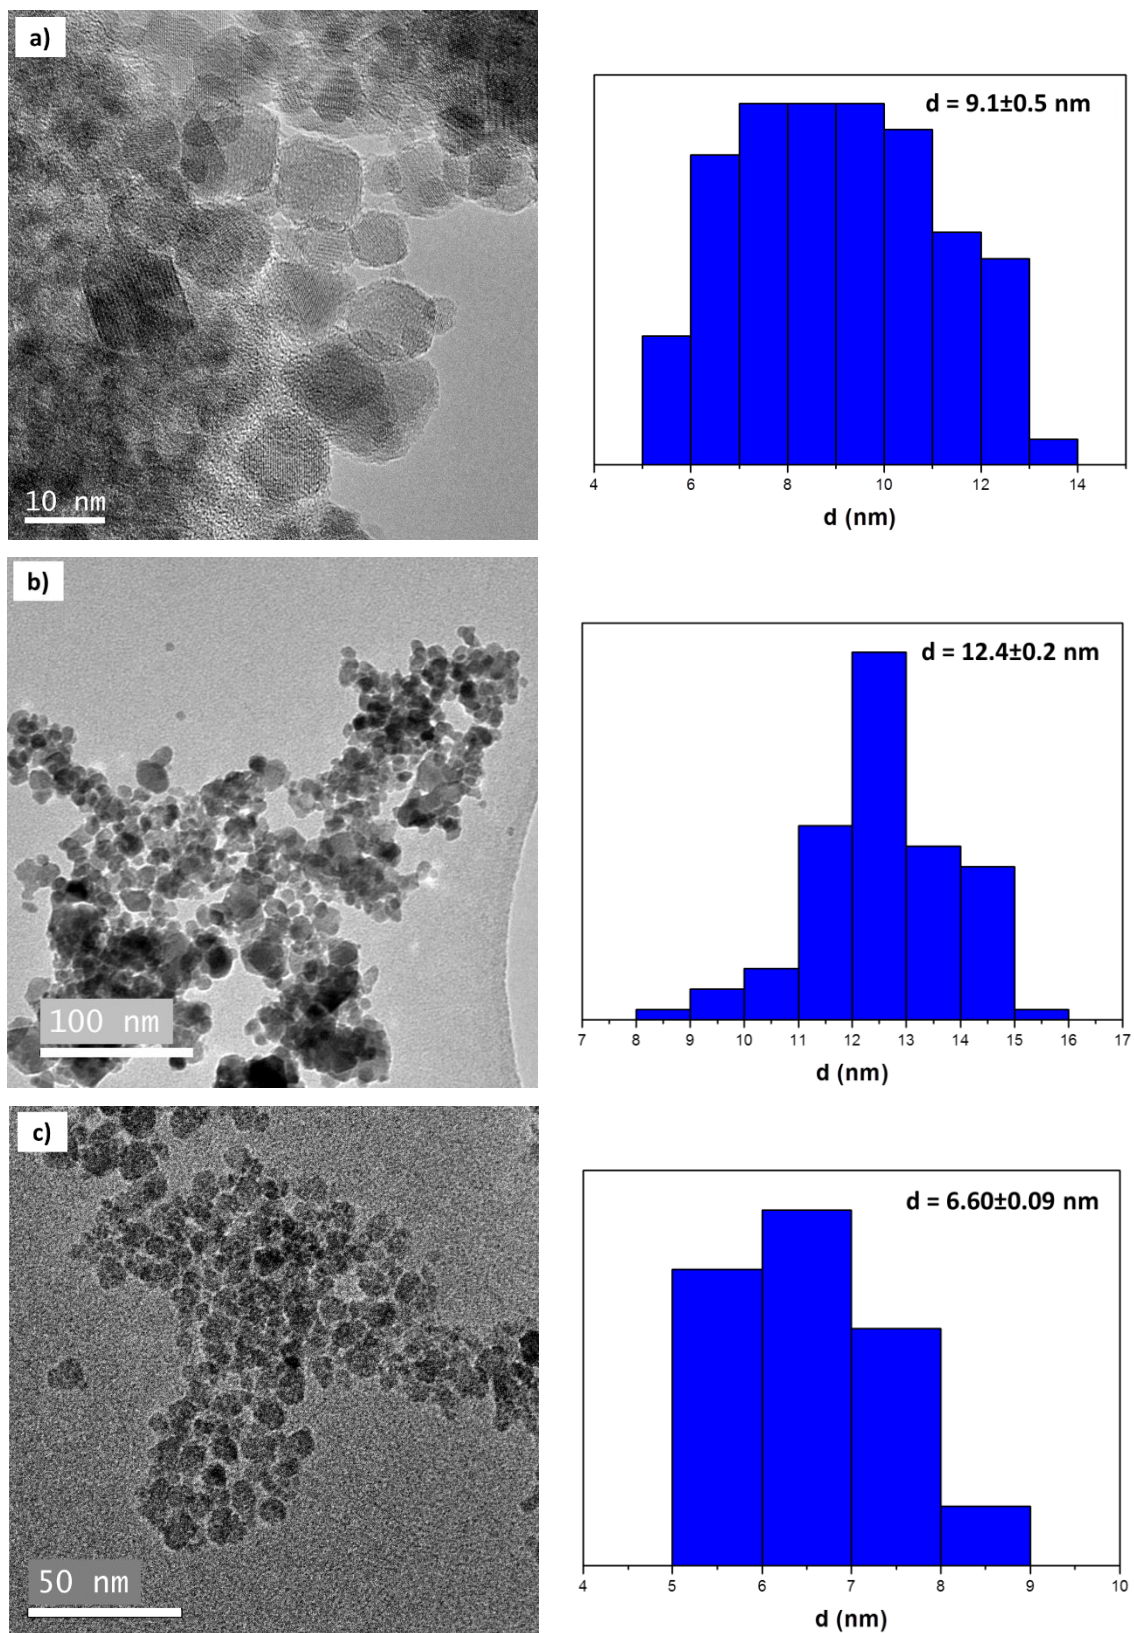 a)
10 nm
d = 9.1±0.5 nm
4 6 8 10 12 14
d (nm)
b)
100 nm
d = 12.4±0.2 nm
7 8 9 10 11 12 13 14 15 16 17
d (nm)
c)
50 nm
d = 6.60±0.09 nm
4 5 6 7 8 9 10
d (nm)